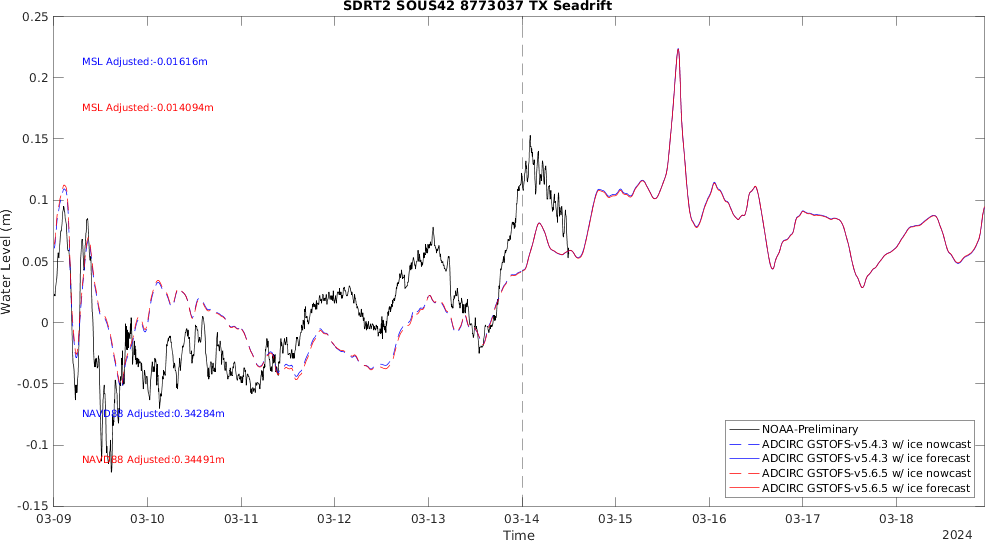 SDRT2 SOUS42 8773037 TX Seadrift
0.25
0.2
0.15
0.1
0.05
0
-0.05
-0.1
-0.15
Water Level (m)
MSL Adjusted:-0.01616m
MSL Adjusted:-0.014094m
NAVD88 Adjusted:0.34284m
NAVD88 Adjusted:0.34491m
NOAA-Preliminary
ADCIRC GSTOFS-v5.4.3 w/ ice nowcast
ADCIRC GSTOFS-v5.4.3 w/ ice forecast
ADCIRC GSTOFS-v5.6.5 w/ ice nowcast
ADCIRC GSTOFS-v5.6.5 w/ ice forecast
03-09 03-10 03-11 03-12 03-13 03-14 03-15 03-16 03-17 03-18
Time
2024